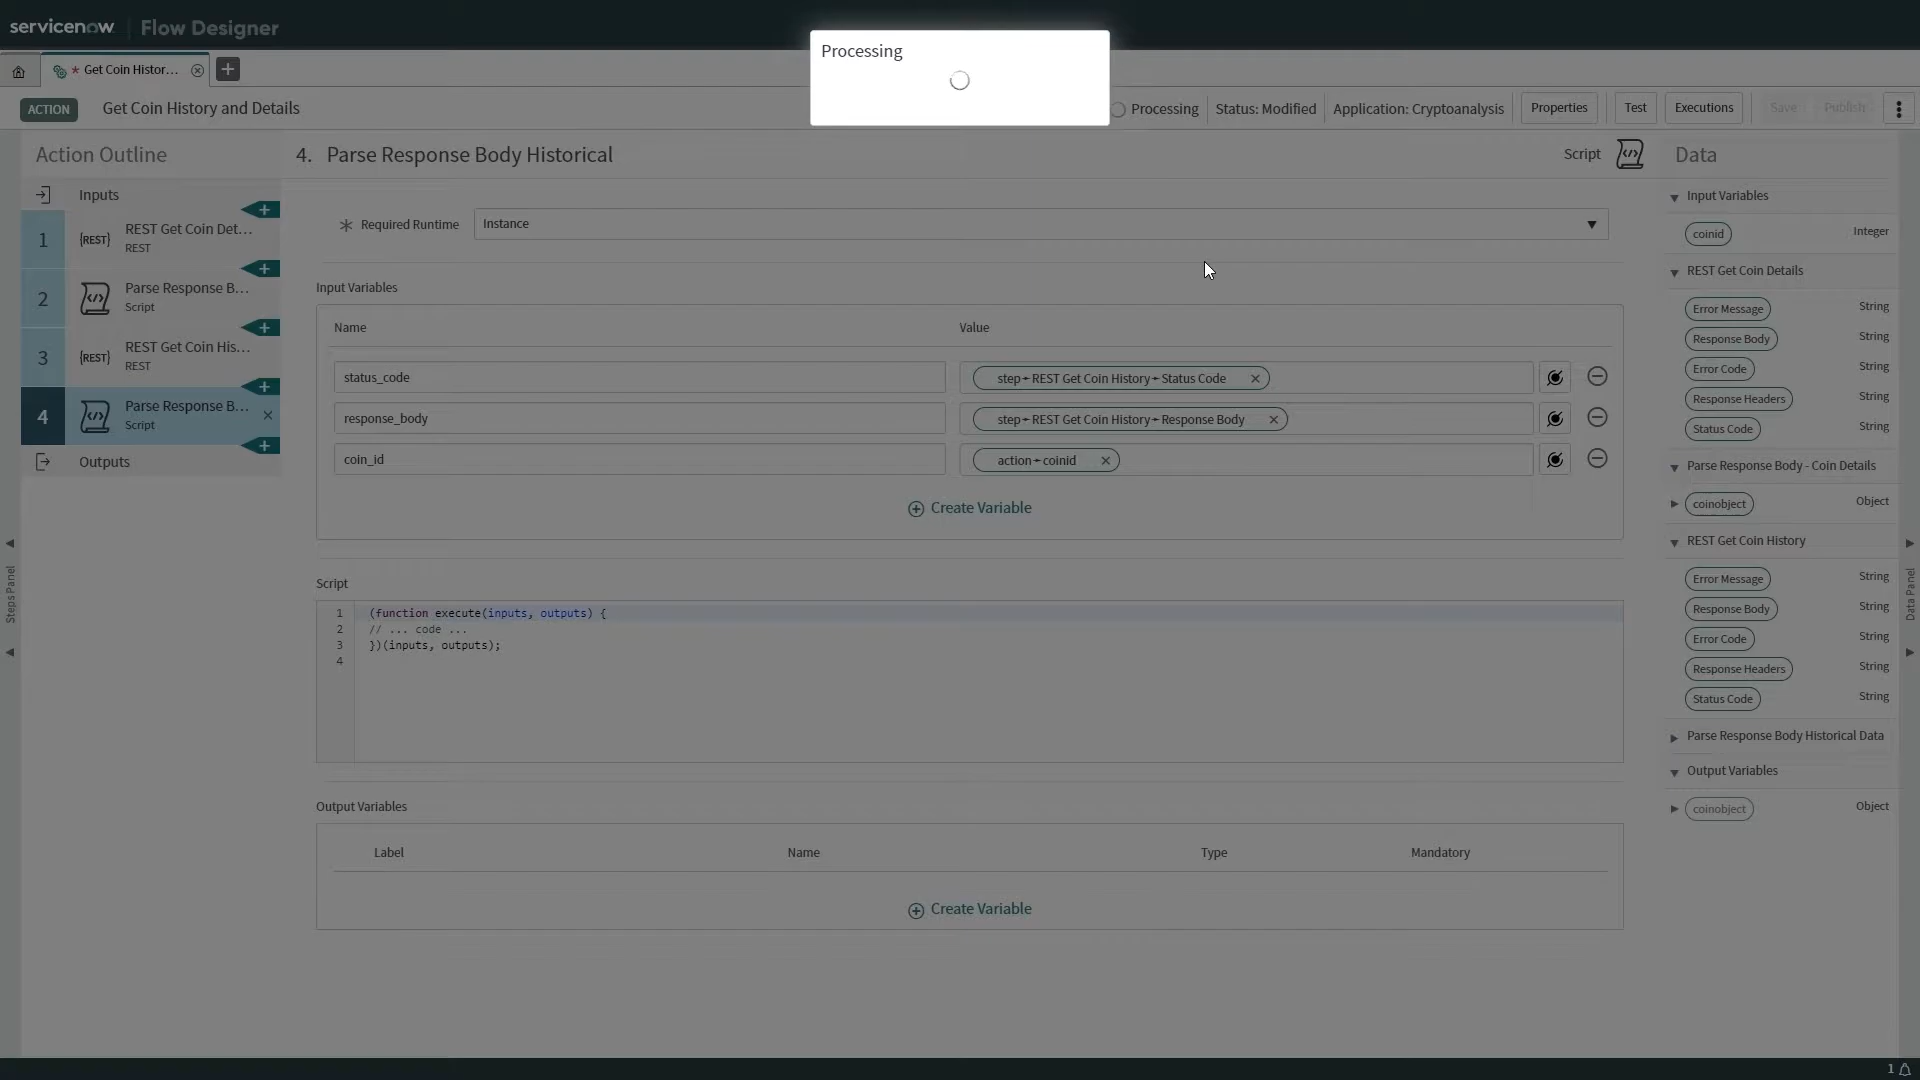 servicenow Flow Designer
* Get Coin Histor...
Processing
ACTION Get Coin History and Details
Processing Status: Modified Application: Cryptoanalysis Properties Test Executions Save Publish
Action Outline
Inputs
1 {REST} REST Get Coin Det...
REST
2 Parse Response B...
Script
3 {REST} REST Get Coin His...
REST
4 Parse Response B...
Script
Outputs
Steps Panel
4. Parse Response Body Historical
Script
* Required Runtime Instance
Input Variables
Name Value
status_code step REST Get Coin History Status Code
response_body step REST Get Coin History Response Body
coin_id action coinid
Create Variable
Script
1 (function execute(inputs, outputs) {
2 // ... code ...
3 })(inputs, outputs);
4
Output Variables
Label Name Type Mandatory
Create Variable
Data
Input Variables
coinid Integer
REST Get Coin Details
Error Message String
Response Body String
Error Code String
Response Headers String
Status Code String
Parse Response Body - Coin Details
coinobject Object
REST Get Coin History
Error Message String
Response Body String
Error Code String
Response Headers String
Status Code String
Parse Response Body Historical Data
Output Variables
coinobject Object
Data Panel
1